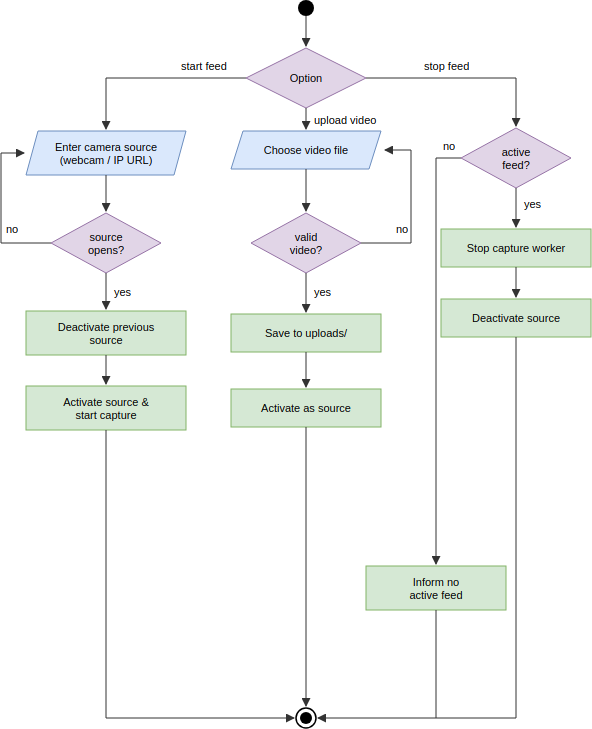 start feed
stop feed
Option
upload video
Enter camera source
(webcam / IP URL)
Choose video file
no
active
feed?
yes
no
source
opens?
valid
video?
no
Stop capture worker
yes
yes
Deactivate previous
source
Save to uploads/
Deactivate source
Activate source &
start capture
Activate as source
Inform no
active feed